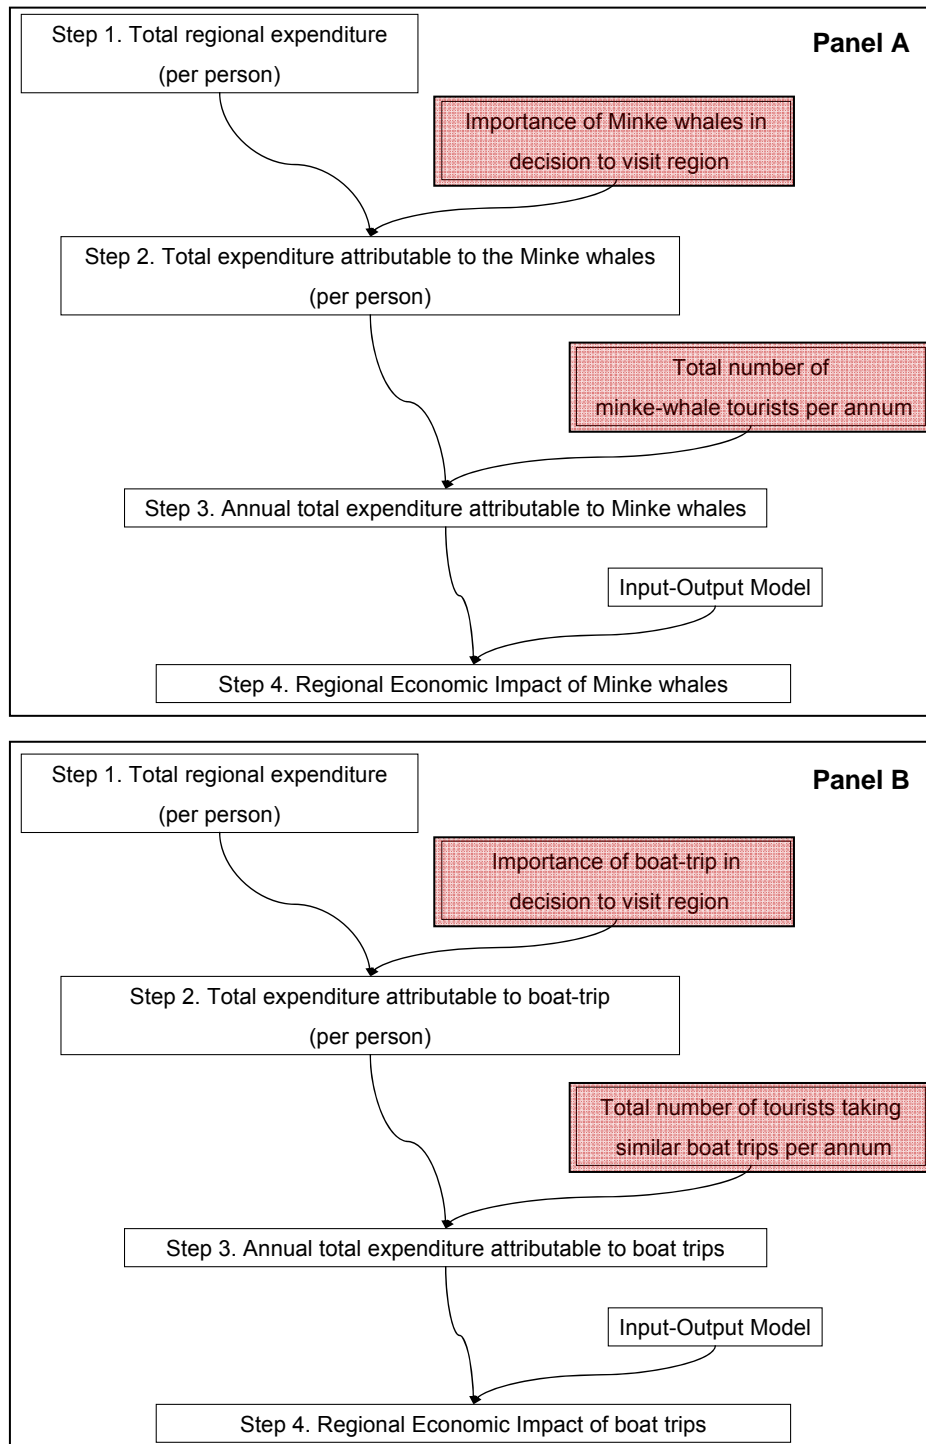 Step 1. Total regional expenditure
(per person)
Panel A
Importance of Minke whales in
decision to visit region
Step 2. Total expenditure attributable to the Minke whales
(per person)
Total number of
minke-whale tourists per annum
Step 3. Annual total expenditure attributable to Minke whales
Input-Output Model
Step 4. Regional Economic Impact of Minke whales
Step 1. Total regional expenditure
(per person)
Panel B
Importance of boat-trip in
decision to visit region
Step 2. Total expenditure attributable to boat-trip
(per person)
Total number of tourists taking
similar boat trips per annum
Step 3. Annual total expenditure attributable to boat trips
Input-Output Model
Step 4. Regional Economic Impact of boat trips